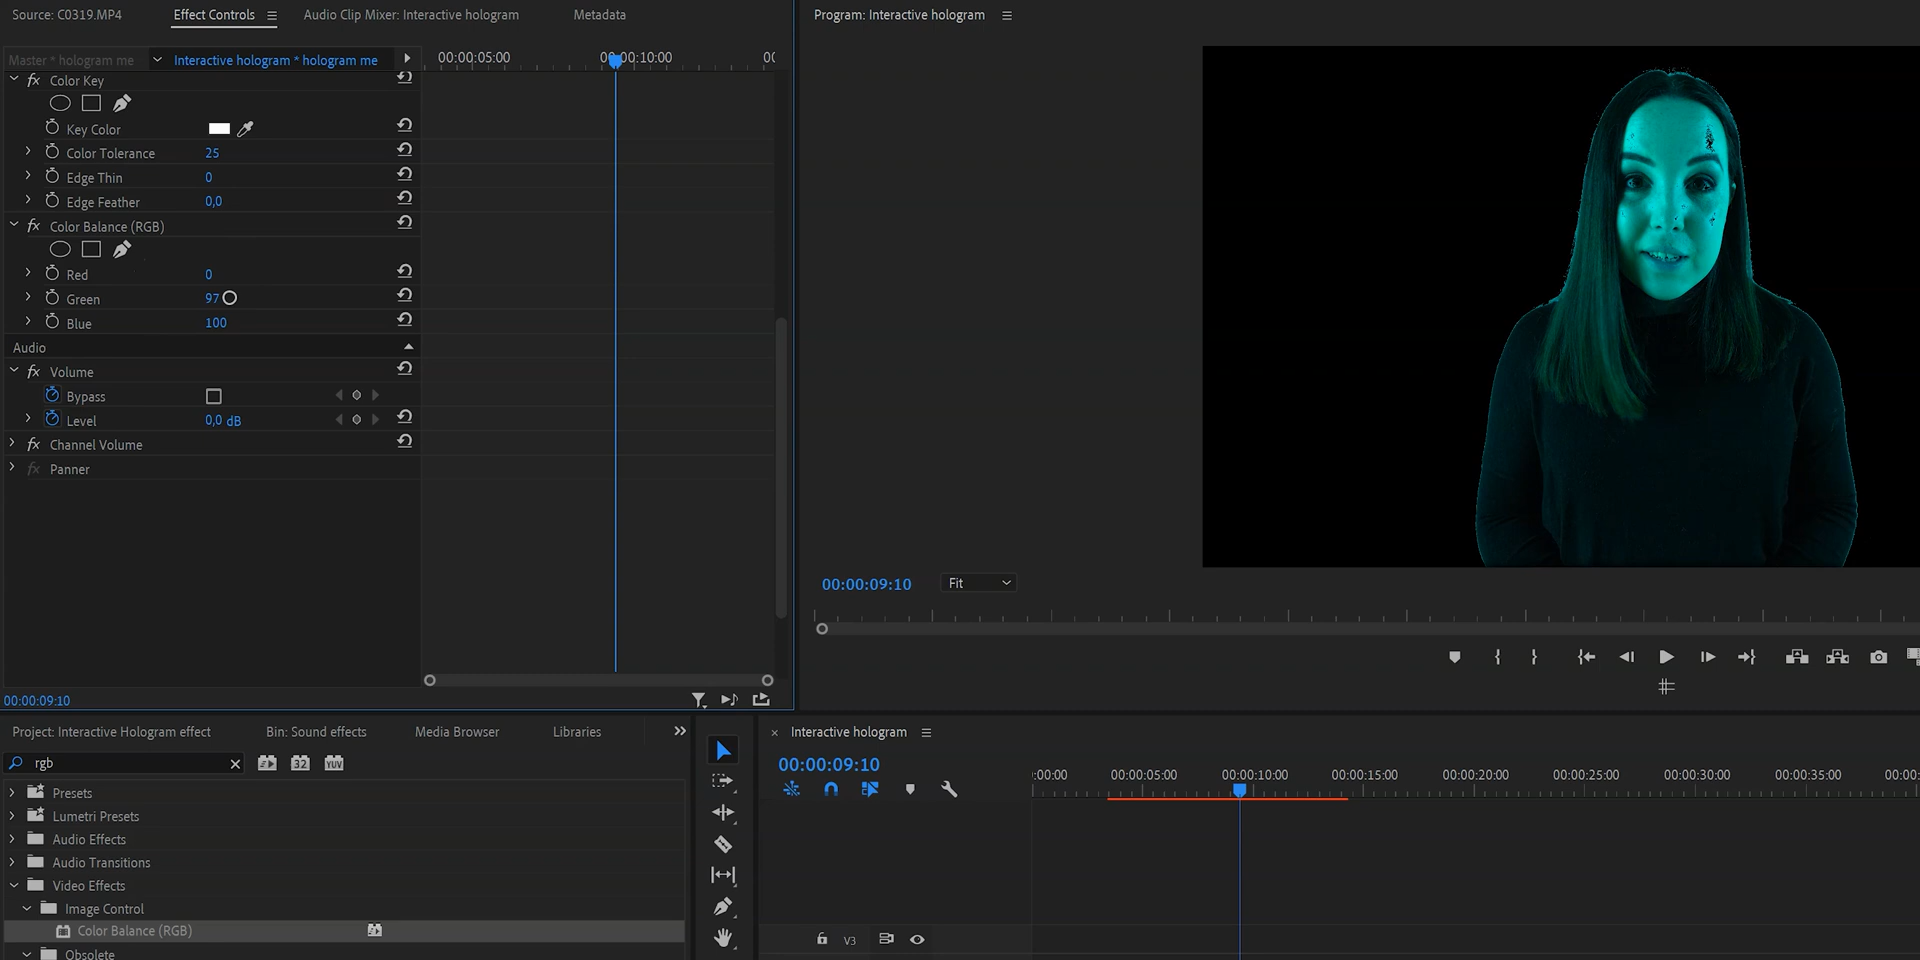 Source: C0319.MP4
Effect Controls
Audio Clip Mixer: Interactive hologram
Metadata
Master * hologram me
Interactive hologram * hologram me
00:00:05:00
00:00:10:00
00
fx Color Key
Key Color
Color Tolerance 25
Edge Thin 0
Edge Feather 0,0
fx Color Balance (RGB)
Red 0
Green 97
Blue 100
Audio
fx Volume
Bypass
Level 0,0 dB
fx Channel Volume
fx Panner
00:00:09:10
Program: Interactive hologram
00:00:09:10
Fit
Project: Interactive Hologram effect
Bin: Sound effects
Media Browser
Libraries
rgb
32
YUV
Presets
Lumetri Presets
Audio Effects
Audio Transitions
Video Effects
Image Control
Color Balance (RGB)
Obsolete
Interactive hologram
00:00:09:10
:00:00
00:00:05:00
00:00:10:00
00:00:15:00
00:00:20:00
00:00:25:00
00:00:30:00
00:00:35:00
00:00:
V3